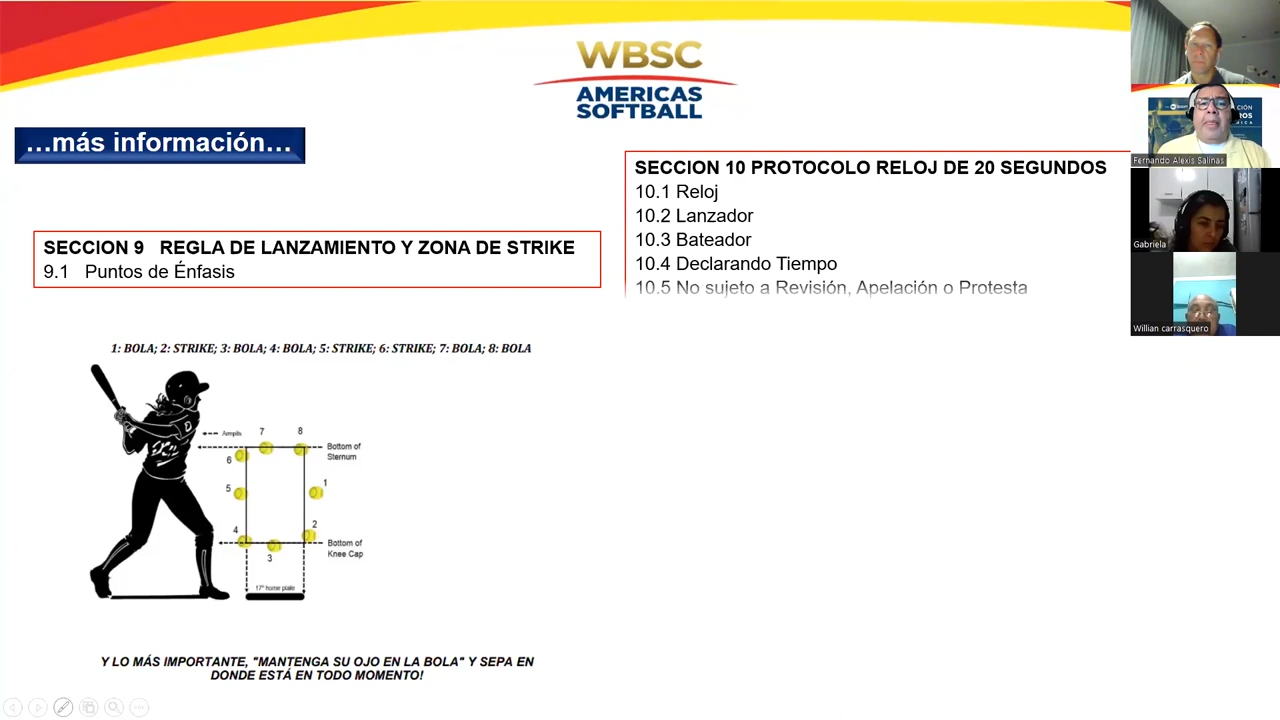 WBSC
AMERICAS
SOFTBALL
...más información...
SECCION 9 REGLA DE LANZAMIENTO Y ZONA DE STRIKE
9.1 Puntos de Énfasis
SECCION 10 PROTOCOLO RELOJ DE 20 SEGUNDOS
10.1 Reloj
10.2 Lanzador
10.3 Bateador
10.4 Declarando Tiempo
10.5 No sujeto a Revisión, Apelación o Protesta
1: BOLA; 2: STRIKE; 3: BOLA; 4: BOLA; 5: STRIKE; 6: STRIKE; 7: BOLA; 8: BOLA
Armpits
7
8
Bottom of
Sternum
6
5
1
4
2
3
Bottom of
Knee Cap
17" home plate
Y LO MÁS IMPORTANTE, "MANTENGA SU OJO EN LA BOLA" Y SEPA EN
DONDE ESTÁ EN TODO MOMENTO!
Fernando Alexis Salinas
Gabriela
Willian carrasquero